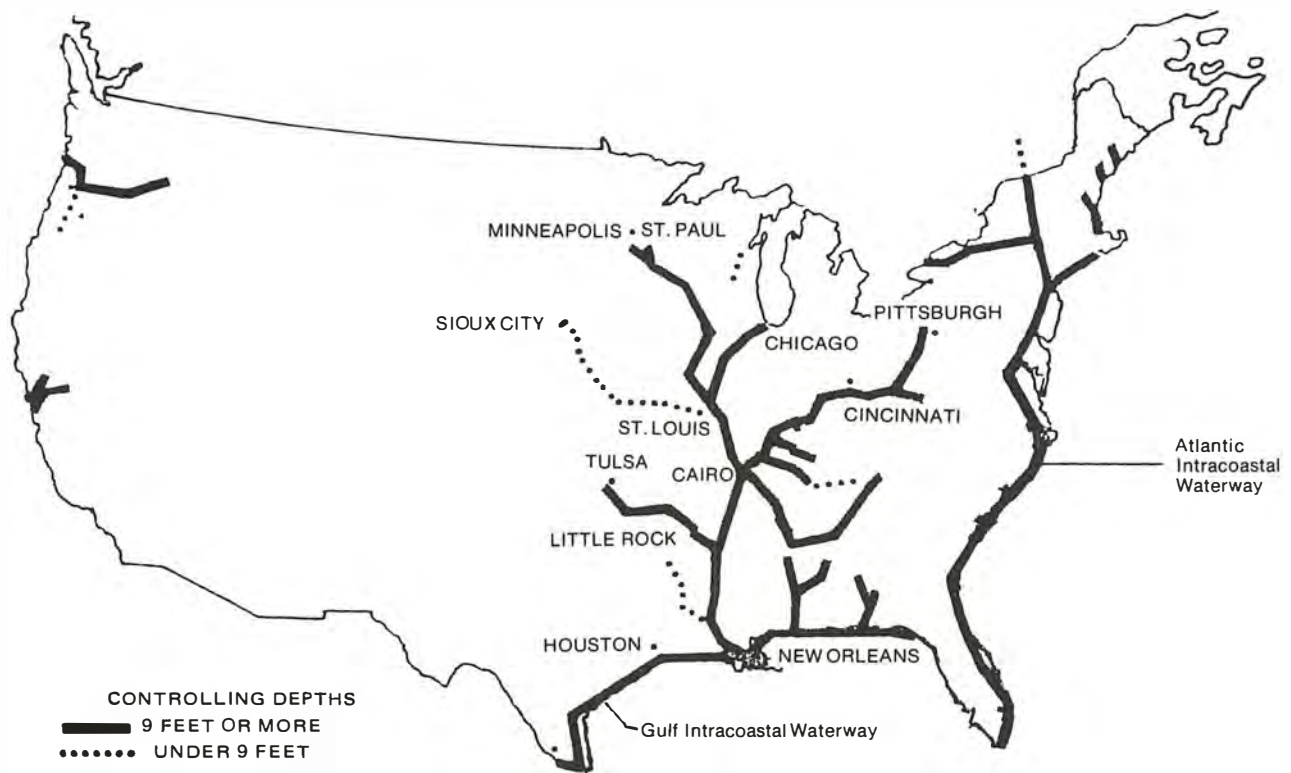 MINNEAPOLIS
ST. PAUL
PITTSBURGH
SIOUX CITY
CHICAGO
CINCINNATI
ST. LOUIS
Atlantic
Intracoastal
Waterway
TULSA
CAIRO
LITTLE ROCK
HOUSTON
NEW ORLEANS
CONTROLLING DEPTHS
9 FEET OR MORE
Gulf Intracoastal Waterway
UNDER 9 FEET